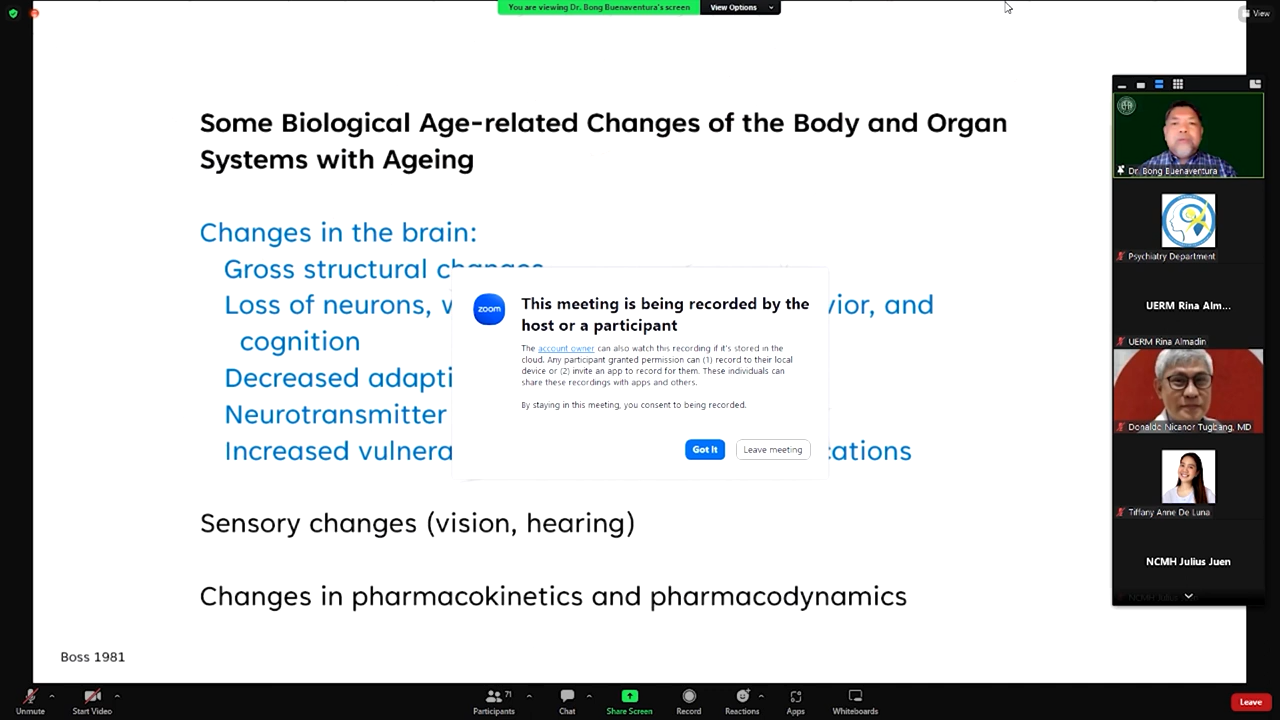 You are viewing Dr. Bong Buenaventura's screen
View Options
View
Some Biological Age-related Changes of the Body and Organ
Systems with Ageing
Changes in the brain:
Gross structural changes
Loss of neurons, w
vior, and
cognition
Decreased adapti
Neurotransmitter
Increased vulnera
cations
Sensory changes (vision, hearing)
Changes in pharmacokinetics and pharmacodynamics
Boss 1981
zoom
This meeting is being recorded by the
host or a participant
The account owner can also watch this recording if it's stored in the
cloud. Any participant granted permission can (1) record to their local
device or (2) invite an app to record for them. These individuals can
share these recordings with apps and others.
By staying in this meeting, you consent to being recorded.
Got it
Leave meeting
Dr. Bong Buenaventura
Psychiatry Department
UERM Rina Alm...
UERM Rina Almadin
Donaldo Nicanor Tugbang, MD
Tiffany Anne De Luna
NCMH Julius Juen
Unmute
Start Video
Participants
71
Chat
Share Screen
Record
Reactions
Apps
Whiteboards
Leave